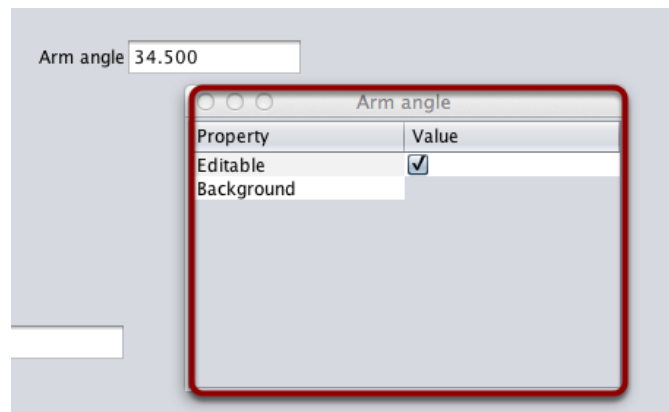 Arm angle 34.500
Arm angle
Property Value
Editable
Background